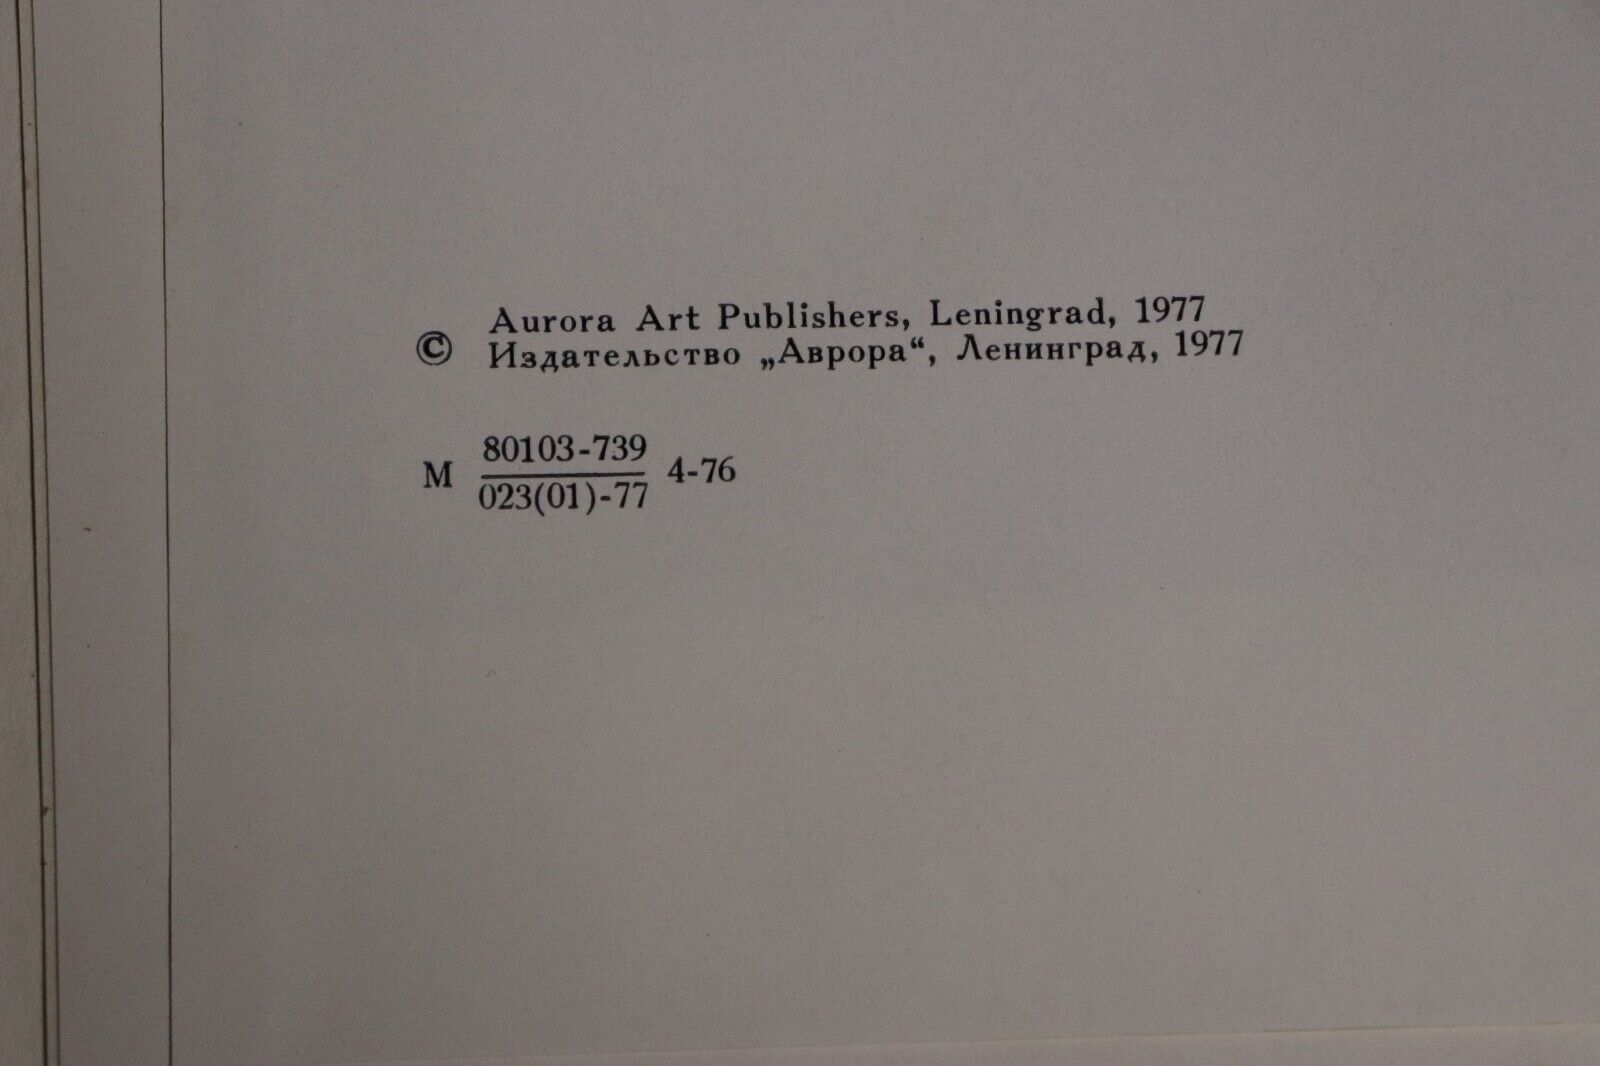 Aurora Art Publishers, Leningrad, 1977
© Издательство „Аврора“, Ленинград, 1977
М 80103-739 4-76
023(01)-77